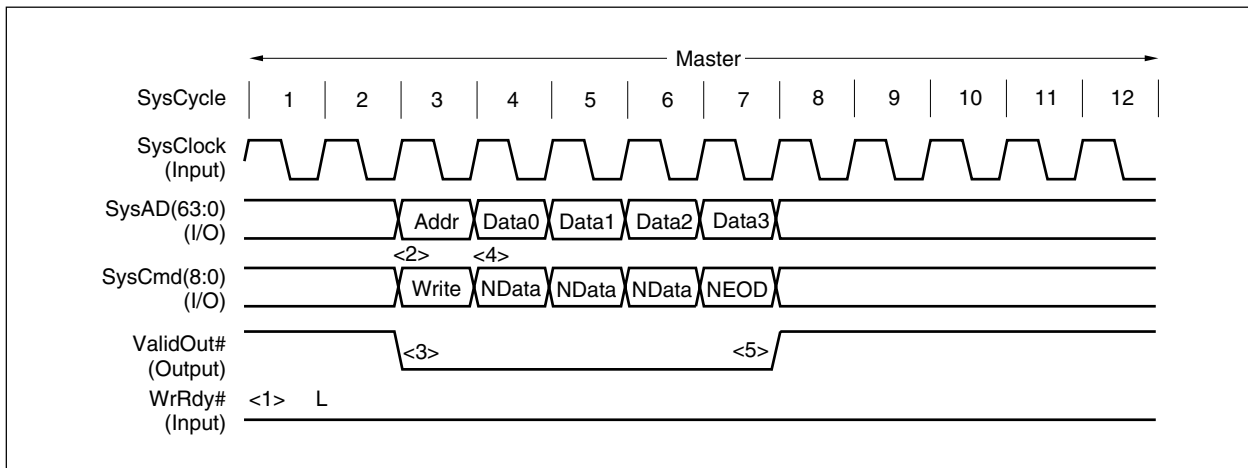 Master
SysCycle 1 2 3 4 5 6 7 8 9 10 11 12
SysClock
(Input)
SysAD(63:0)
(I/O)
Addr Data0 Data1 Data2 Data3
<2> <4>
SysCmd(8:0)
(I/O)
Write NData NData NData NEOD
ValidOut#
(Output)
<3> <5>
WrRdy#
(Input)
<1> L